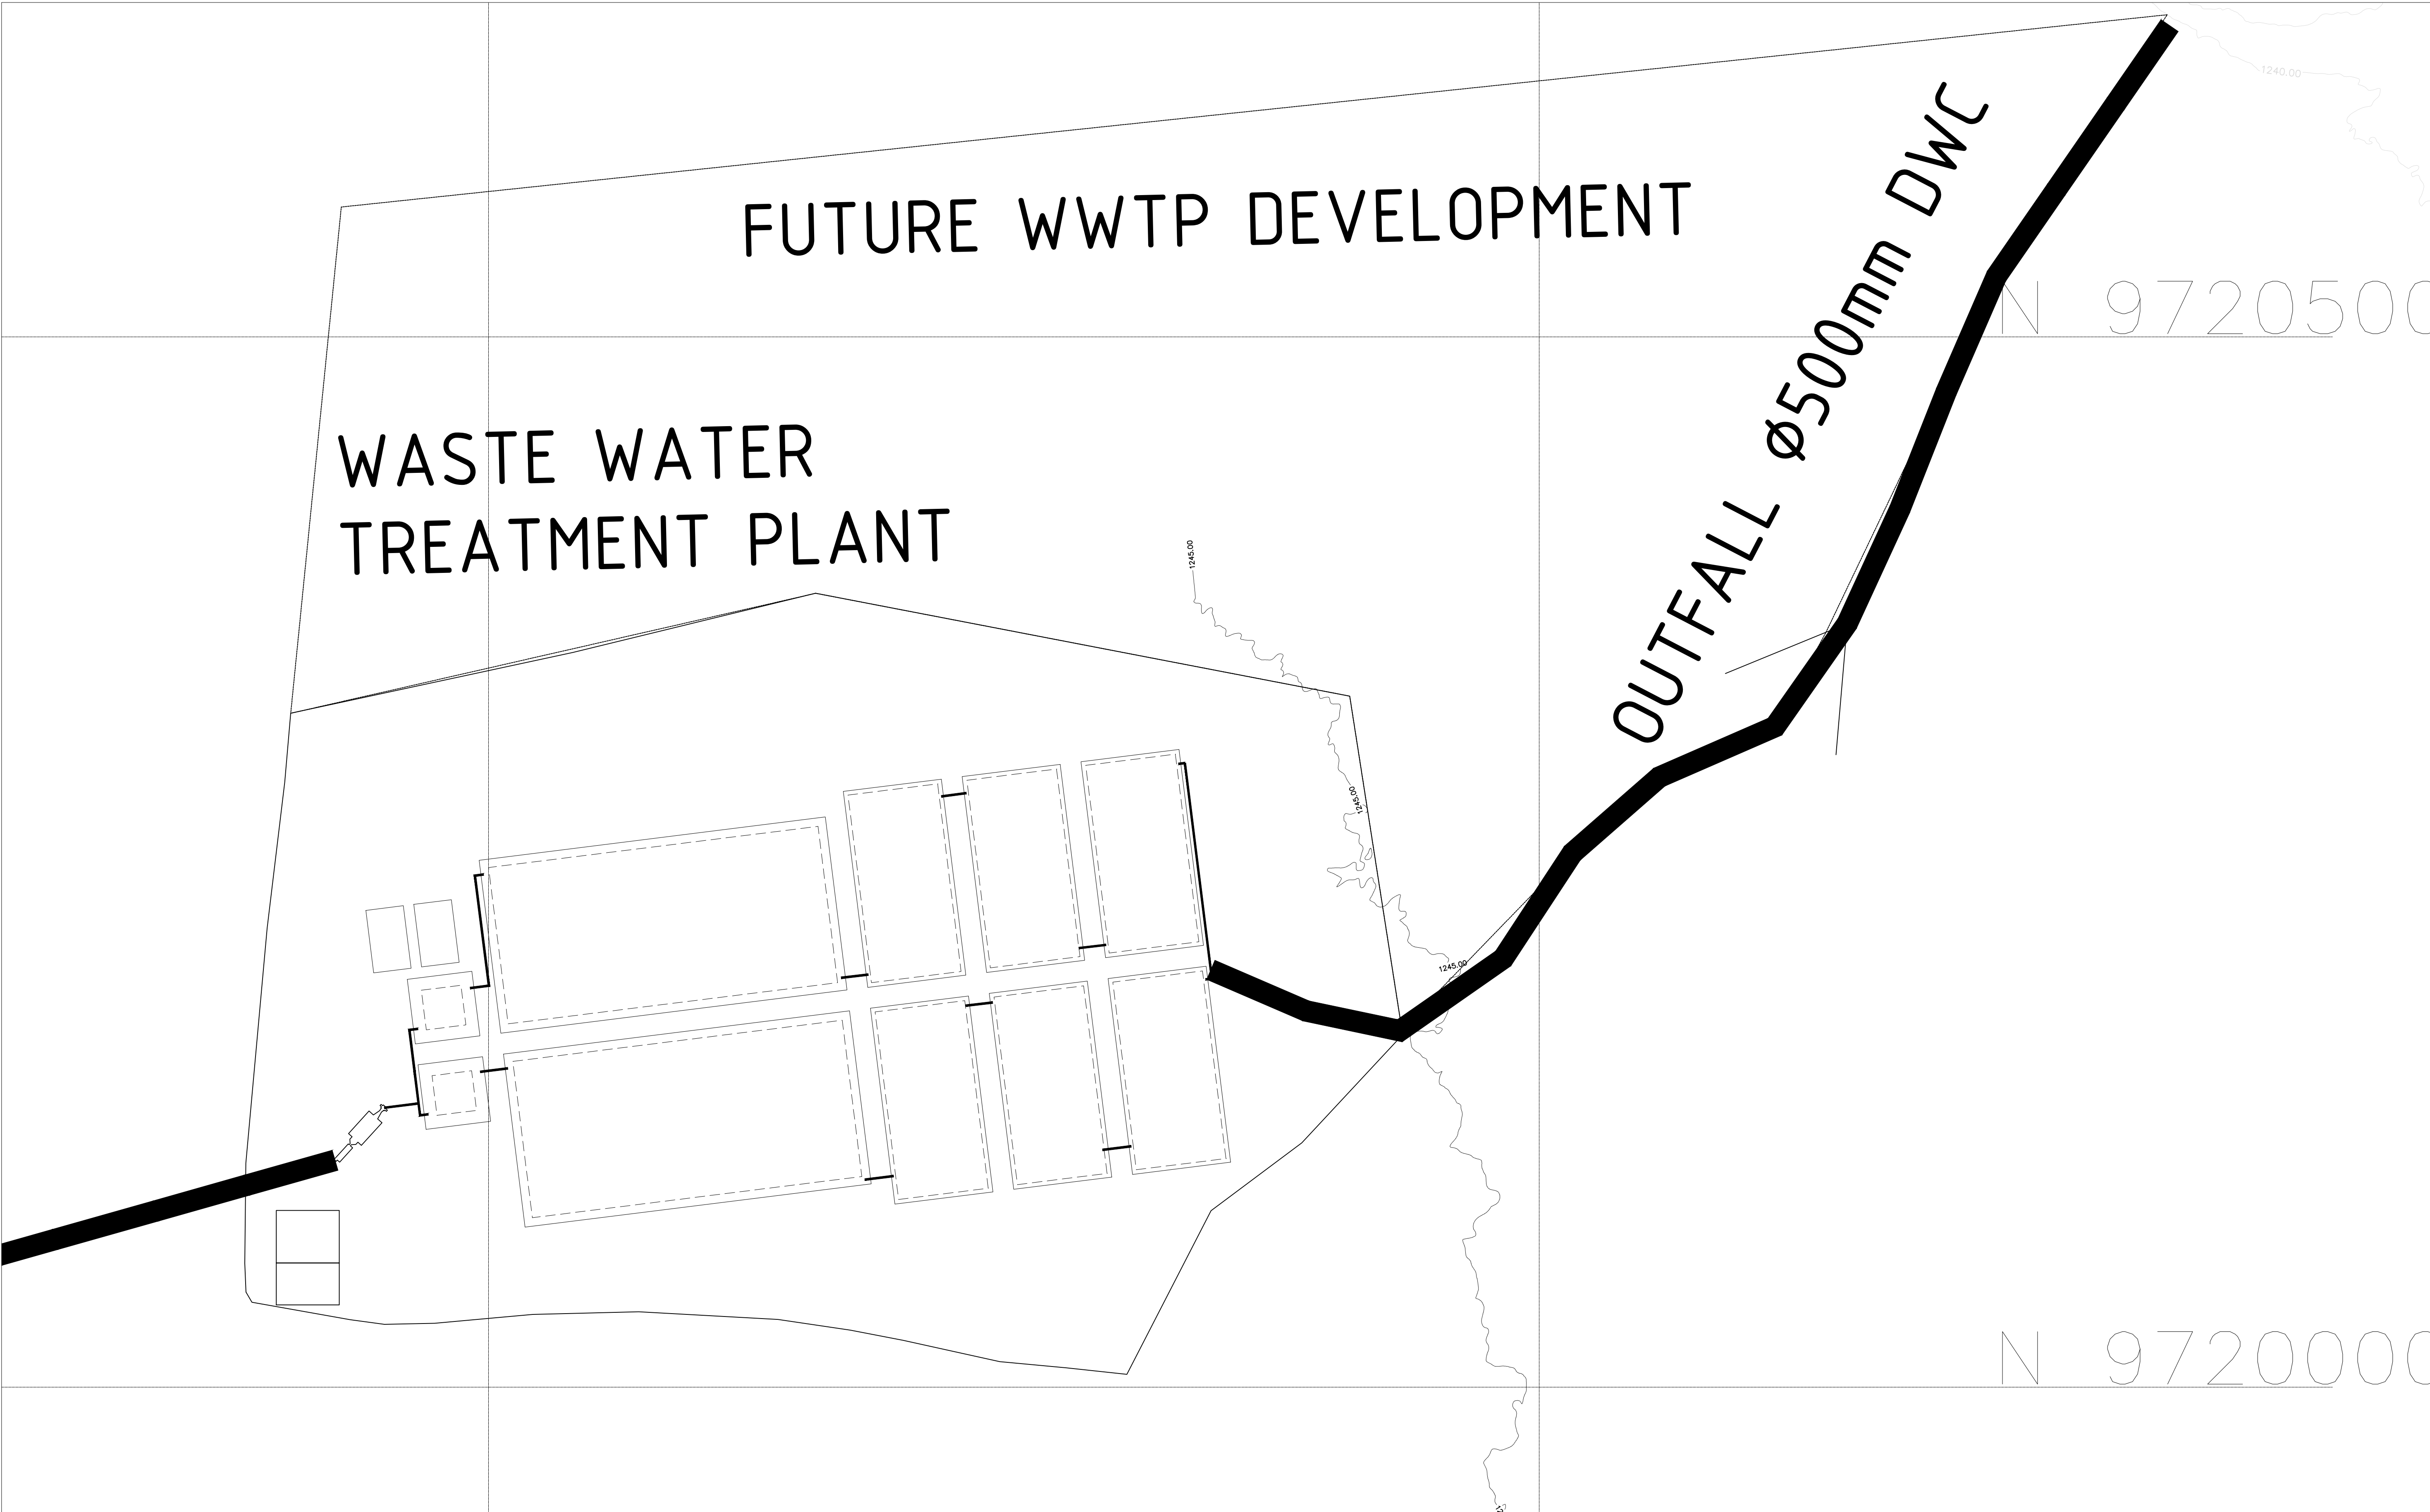 1240.00
FUTURE WWTP DEVELOPMENT
OUTFALL Ø500mm DWC
N 972050
WASTE WATER
TREATMENT PLANT
1245.00
1245.00
1245.00
N 972000